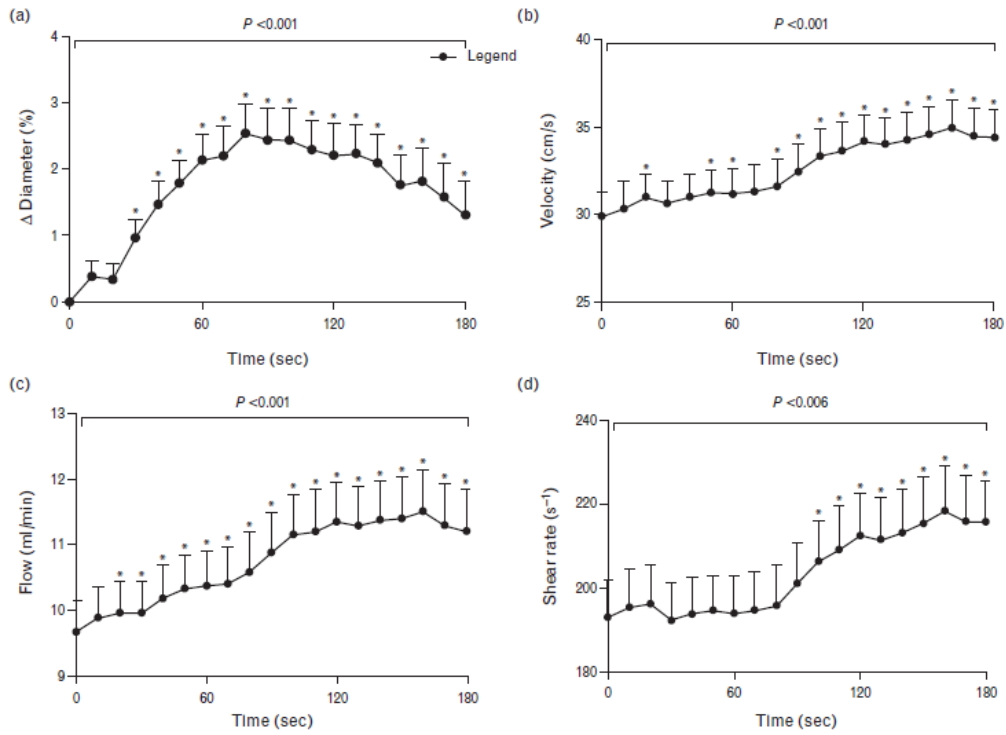 (a)
P <0.001
4
3
2
1
0
Δ Diameter (%)
Legend
* * * * * * * * * * * * * * * *
0 60 120 180
Time (sec)
(b)
P <0.001
40
35
30
25
Velocity (cm/s)
* * * * * * * * * * * * * *
0 60 120 180
Time (sec)
(c)
P <0.001
13
12
11
10
9
Flow (ml/min)
* * * * * * * * * * * * * * * * *
0 60 120 180
Time (sec)
(d)
P <0.006
240
220
200
180
Shear rate (s⁻¹)
* * * * * * * * *
0 60 120 180
Time (sec)